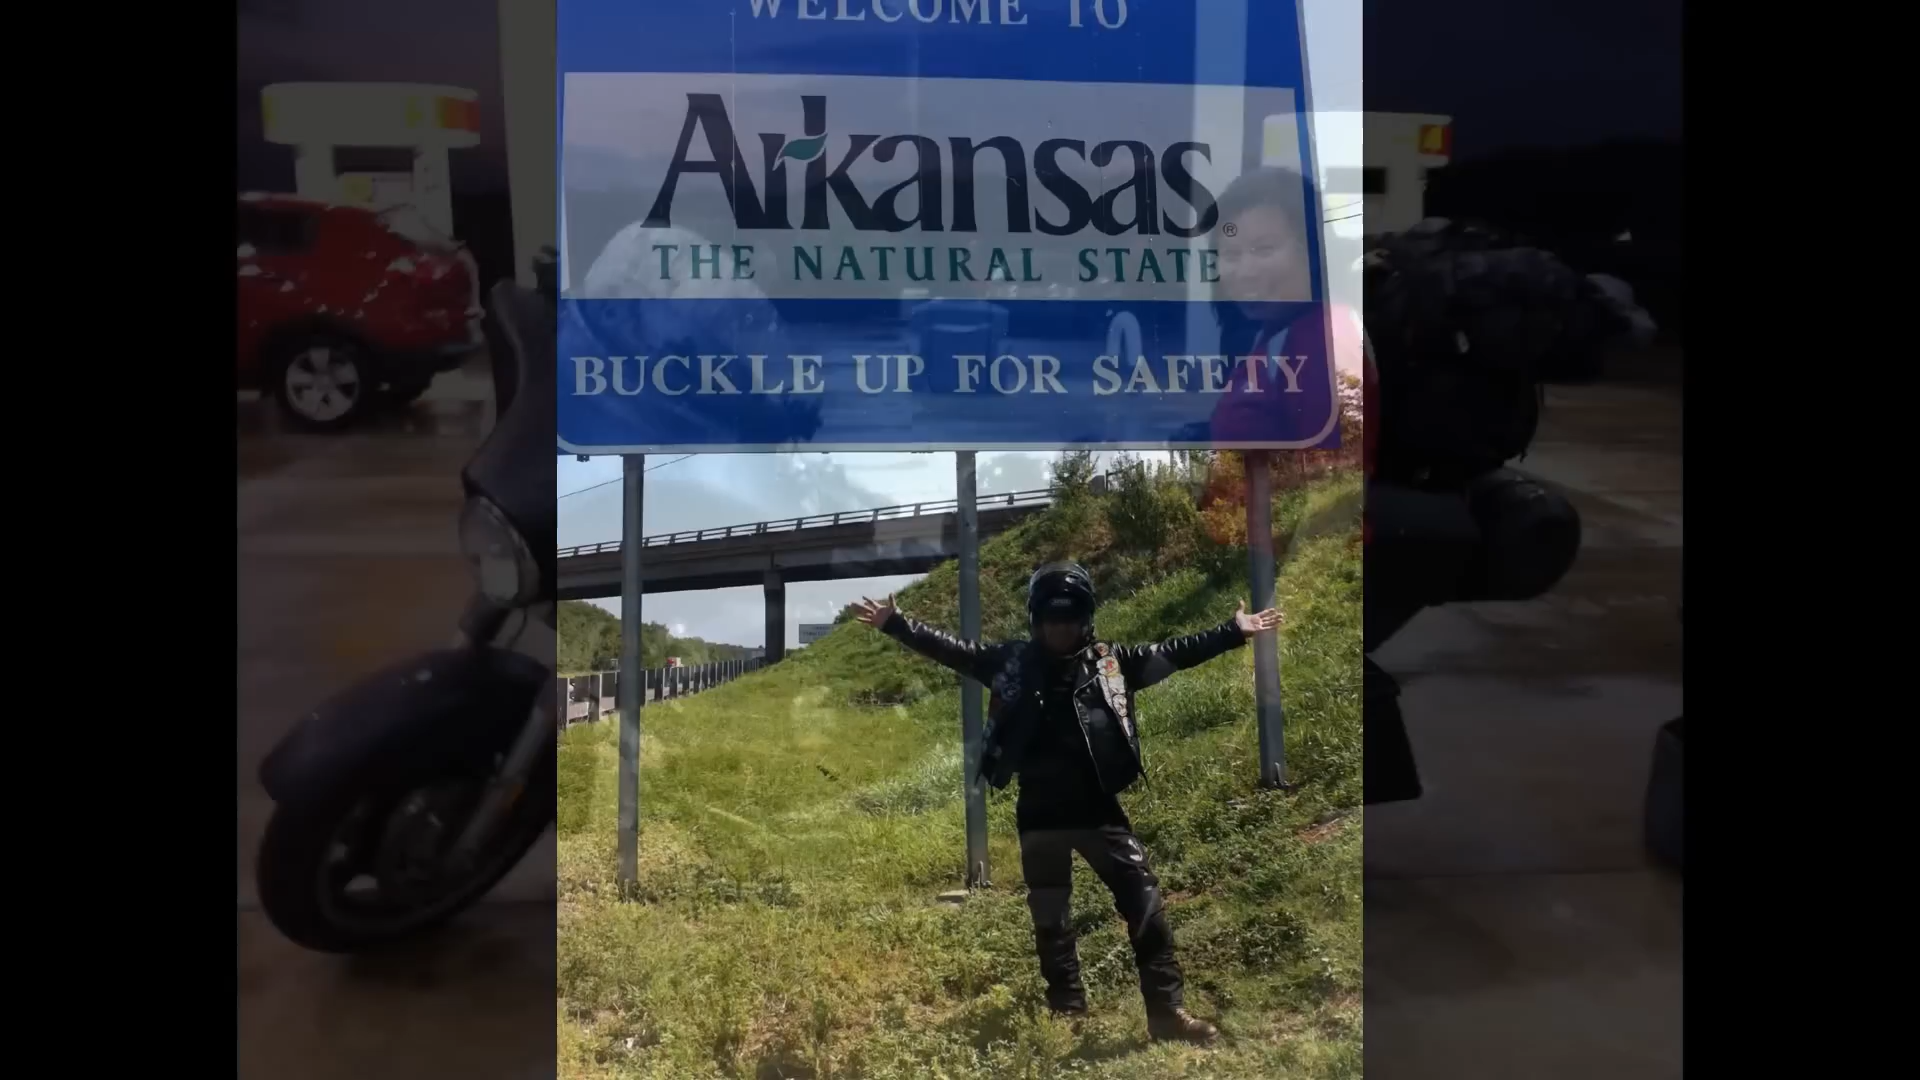 WELCOME TO
Arkansas®
THE NATURAL STATE
BUCKLE UP FOR SAFETY